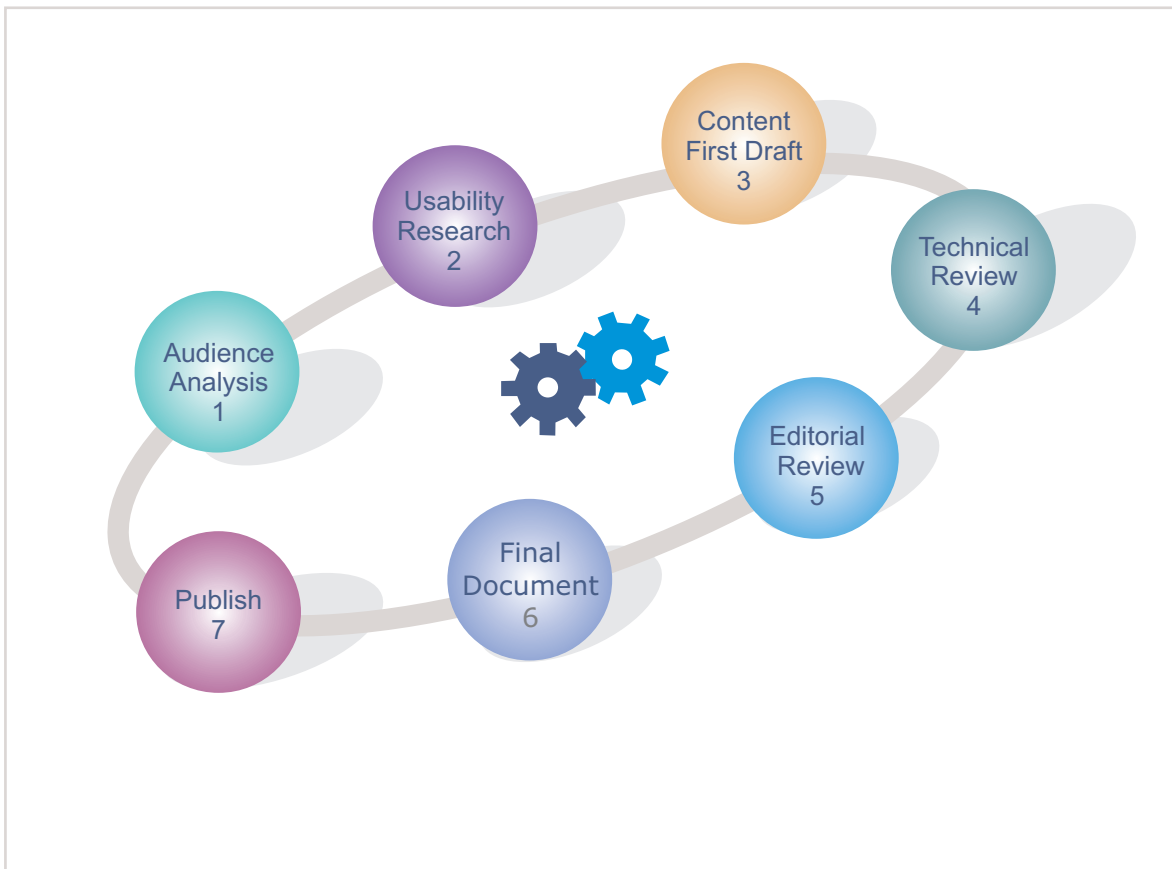 Audience
Analysis
1
Usability
Research
2
Content
First Draft
3
Technical
Review
4
Editorial
Review
5
Final
Document
6
Publish
7